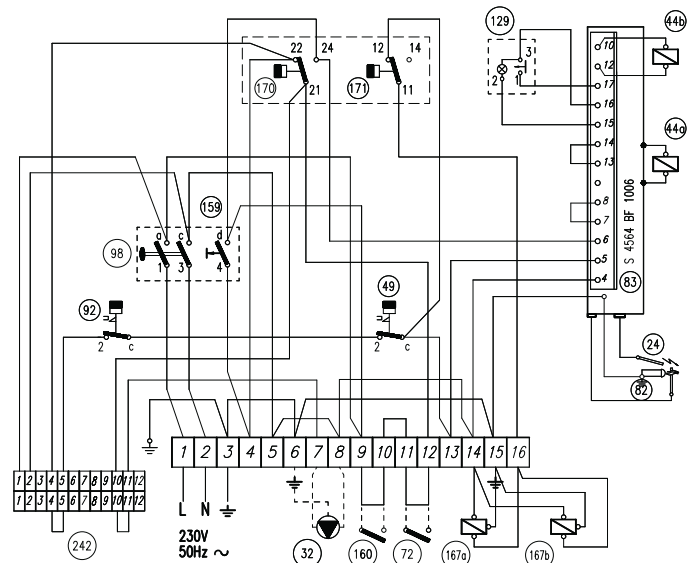 22 24 12 14
170 171
21 11
129
3
2 1
10
12
17
16
15
14
13
8
7
6
5
4
S 4564 BF 1006
83
44b
44a
159
a c d
98
1 3 4
92
2 c
49
2 c
24
82
1 2 3 4 5 6 7 8 9 10 11 12 13 14 15 16
1 2 3 4 5 6 7 8 9 10 11 12
1 2 3 4 5 6 7 8 9 10 11 12
242
L N
230V
50Hz ~
32 160 72 167a 167b